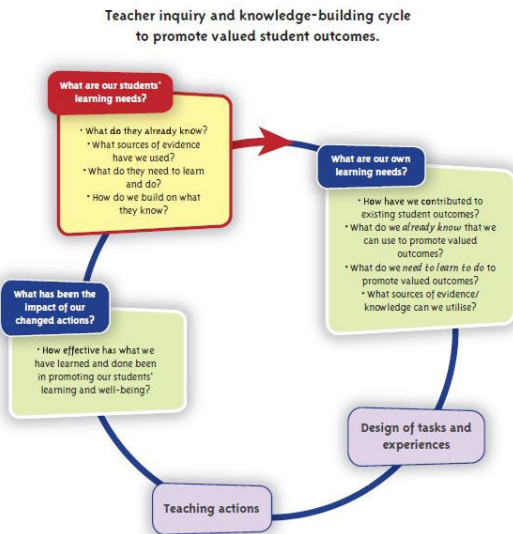 Teacher inquiry and knowledge-building cycle
to promote valued student outcomes.
What are our students'
learning needs?
• What do they already know?
• What sources of evidence
have we used?
• What do they need to learn
and do?
• How do we build on what
they know?
What are our own
learning needs?
• How have we contributed to
existing student outcomes?
• What do we already know that we
can use to promote valued
outcomes?
• What do we need to learn to do to
promote valued outcomes?
• What sources of evidence/
knowledge can we utilise?
Design of tasks and
experiences
Teaching actions
What has been the
impact of our
changed actions?
• How effective has what we
have learned and done been
in promoting our students'
learning and well-being?